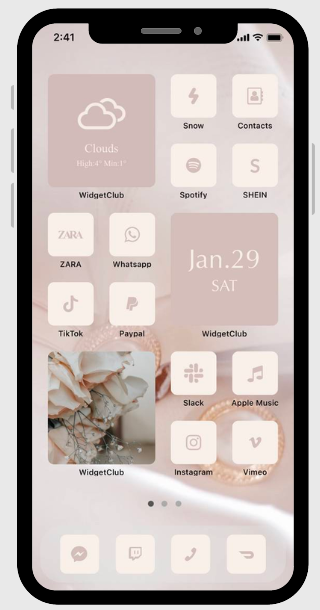 2:41
Clouds
High:4° Min:1°
WidgetClub
Snow
Contacts
Spotify
S
SHEIN
ZARA
ZARA
Whatsapp
Jan.29
SAT
WidgetClub
TikTok
Paypal
WidgetClub
Slack
Apple Music
Instagram
Vimeo